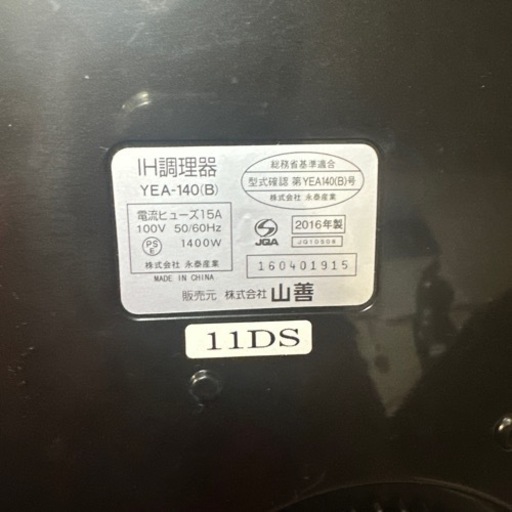 IH調理器
YEA-140(B)
電流ヒューズ15A
100V 50/60Hz
PS
E
1400W
株式会社 永泰産業
MADE IN CHINA
総務省基準適合
型式確認 第YEA140(B)号
株式会社 永泰産業
JQA
2016年製
160401915
販売元 株式会社 山善
11DS